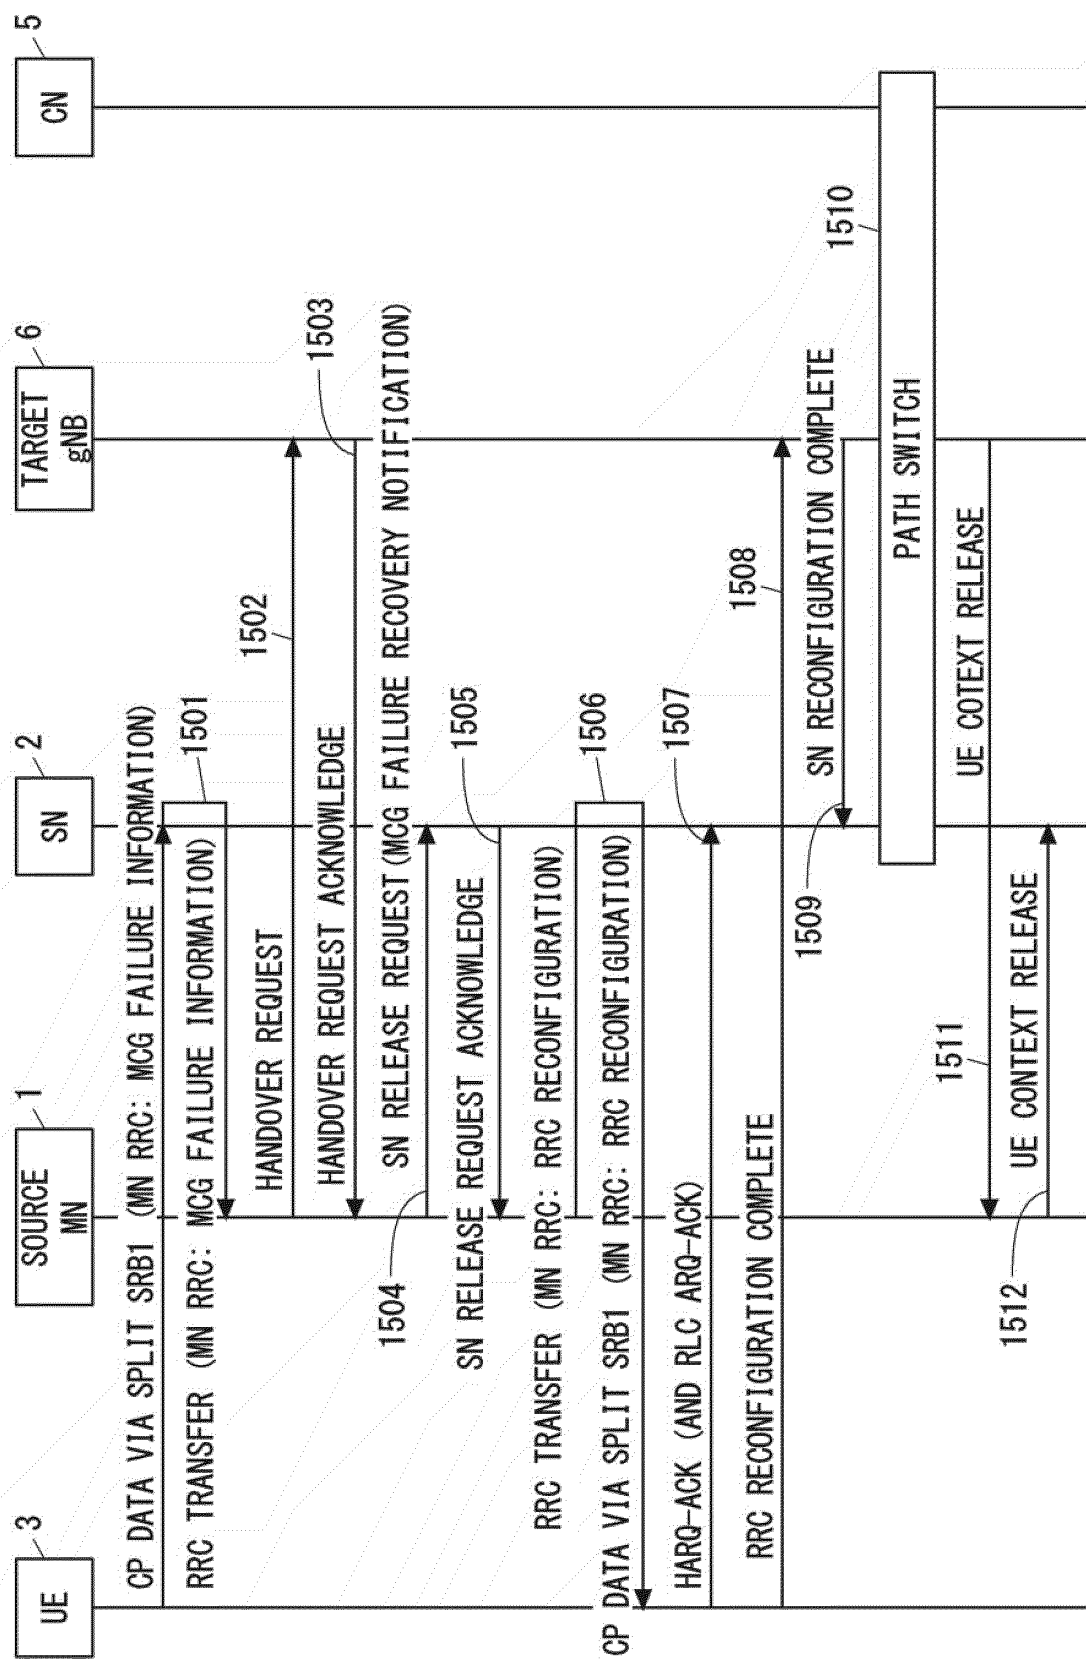 UE
3
SOURCE
MN
1
SN
2
TARGET
gNB
6
CN
5
CP DATA VIA SPLIT SRB1 (MN RRC: MCG FAILURE INFORMATION)
RRC TRANSFER (MN RRC: MCG FAILURE INFORMATION)
1501
HANDOVER REQUEST
1502
HANDOVER REQUEST ACKNOWLEDGE
1503
SN RELEASE REQUEST(MCG FAILURE RECOVERY NOTIFICATION)
1504
SN RELEASE REQUEST ACKNOWLEDGE
1505
RRC TRANSFER (MN RRC: RRC RECONFIGURATION)
1506
CP DATA VIA SPLIT SRB1 (MN RRC: RRC RECONFIGURATION)
HARQ-ACK (AND RLC ARQ-ACK)
1507
RRC RECONFIGURATION COMPLETE
1508
SN RECONFIGURATION COMPLETE
1509
PATH SWITCH
1510
UE COTEXT RELEASE
1511
UE CONTEXT RELEASE
1512